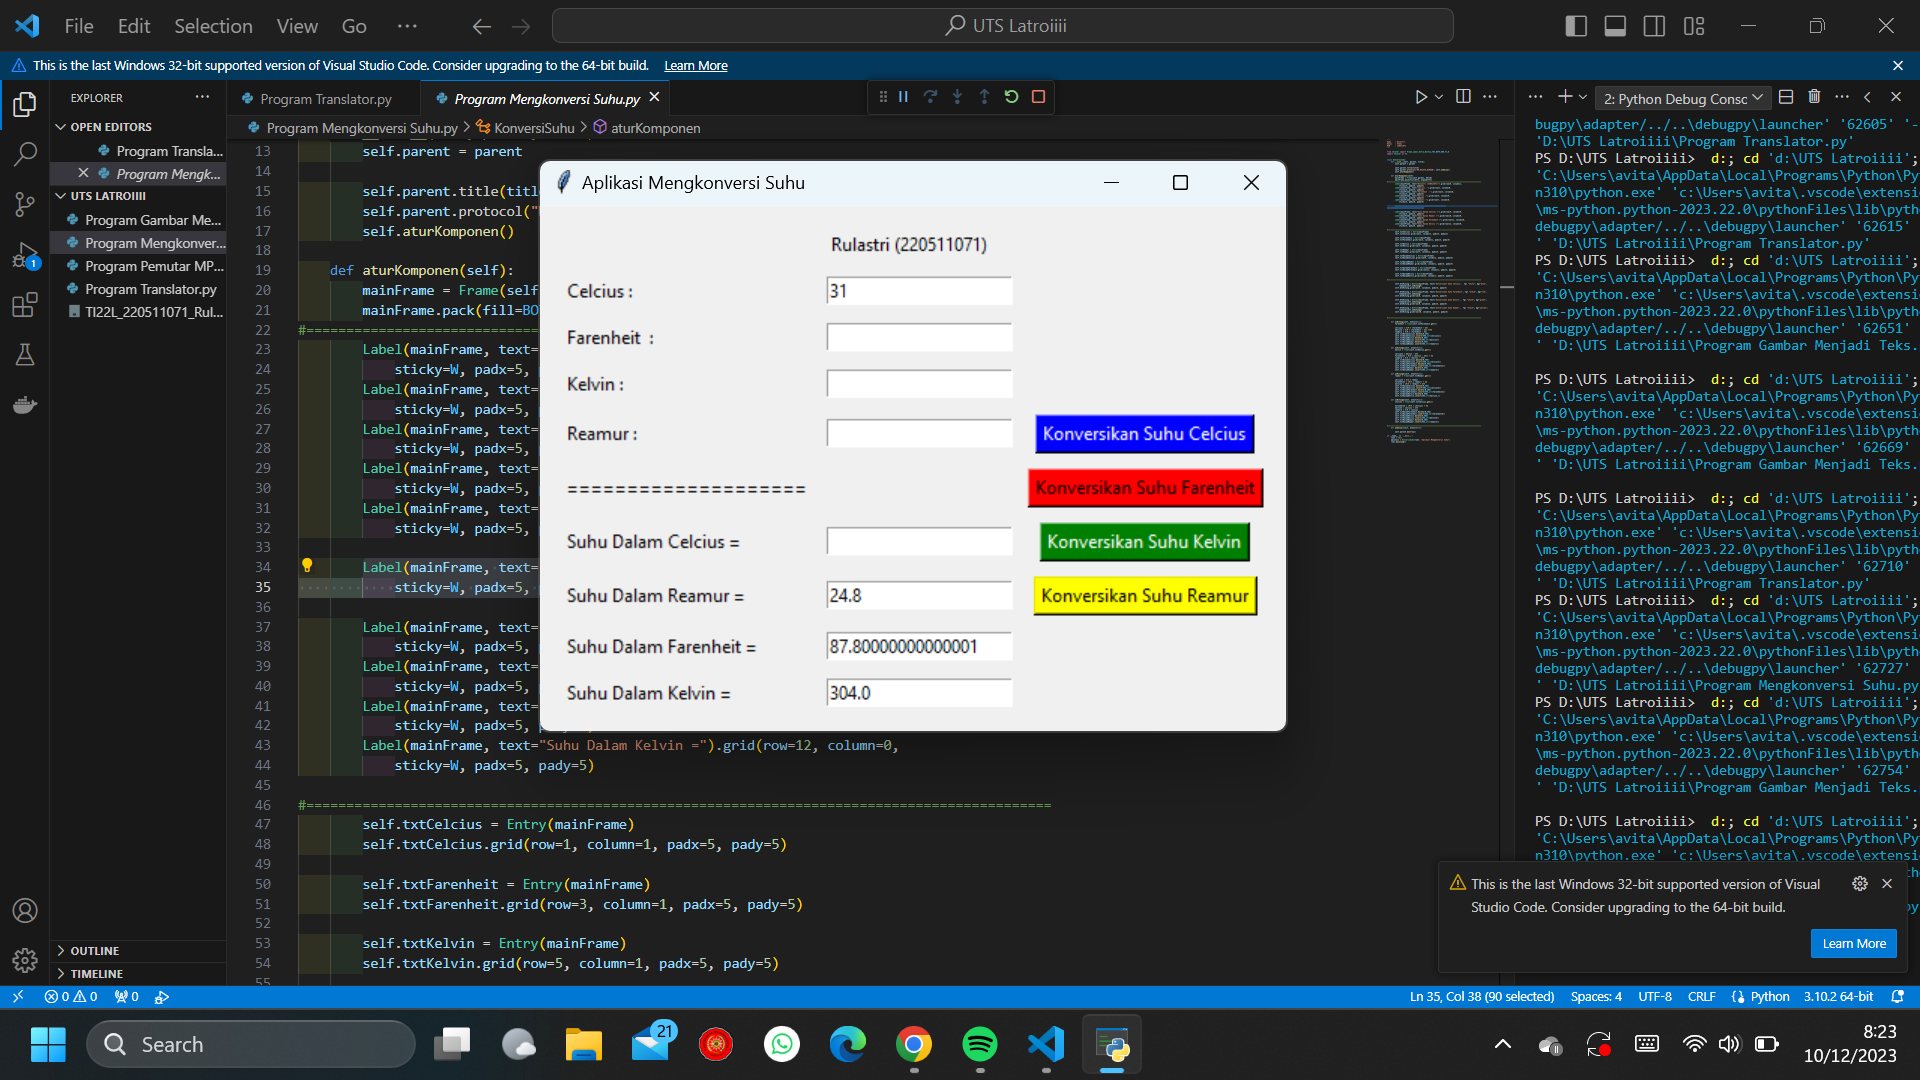 File Edit Selection View Go ··· UTS Latroiiii
This is the last Windows 32-bit supported version of Visual Studio Code. Consider upgrading to the 64-bit build. Learn More
EXPLORER ···
OPEN EDITORS
Program Transla...
Program Mengk...
UTS LATROIIII
Program Gambar Me...
Program Mengkonver...
Program Pemutar MP...
Program Translator.py
TI22L_220511071_Rul...
OUTLINE
TIMELINE
1
Program Translator.py Program Mengkonversi Suhu.py
Program Mengkonversi Suhu.py > KonversiSuhu > aturKomponen
13 self.parent = parent
14
15 self.parent.title(titl
16 self.parent.protocol("
17 self.aturKomponen()
18
19 def aturKomponen(self):
20 mainFrame = Frame(self
21 mainFrame.pack(fill=BO
22 #=============================
23 Label(mainFrame, text=
24 sticky=W, padx=5,
25 Label(mainFrame, text=
26 sticky=W, padx=5,
27 Label(mainFrame, text=
28 sticky=W, padx=5,
29 Label(mainFrame, text=
30 sticky=W, padx=5,
31 Label(mainFrame, text=
32 sticky=W, padx=5,
33
34 Label(mainFrame, text=
35 sticky=W, padx=5,
36
37 Label(mainFrame, text=
38 sticky=W, padx=5,
39 Label(mainFrame, text=
40 sticky=W, padx=5,
41 Label(mainFrame, text=
42 sticky=W, padx=5,
43 Label(mainFrame, text="Suhu Dalam Kelvin =").grid(row=12, column=0,
44 sticky=W, padx=5, pady=5)
45
46 #=============================================================================================
47 self.txtCelcius = Entry(mainFrame)
48 self.txtCelcius.grid(row=1, column=1, padx=5, pady=5)
49
50 self.txtFarenheit = Entry(mainFrame)
51 self.txtFarenheit.grid(row=3, column=1, padx=5, pady=5)
52
53 self.txtKelvin = Entry(mainFrame)
54 self.txtKelvin.grid(row=5, column=1, padx=5, pady=5)
55
Aplikasi Mengkonversi Suhu
Rulastri (220511071)
Celcius : 31
Farenheit :
Kelvin :
Reamur : Konversikan Suhu Celcius
==================== Konversikan Suhu Farenheit
Suhu Dalam Celcius = Konversikan Suhu Kelvin
Suhu Dalam Reamur = 24.8 Konversikan Suhu Reamur
Suhu Dalam Farenheit = 87.80000000000001
Suhu Dalam Kelvin = 304.0
2: Python Debug Consc
bugpy\adapter/../..\debugpy\launcher' '62605' '-
'D:\UTS Latroiiii\Program Translator.py'
PS D:\UTS Latroiiii> d:; cd 'd:\UTS Latroiiii';
'C:\Users\avita\AppData\Local\Programs\Python\Py
n310\python.exe' 'c:\Users\avita\.vscode\extensio
\ms-python.python-2023.22.0\pythonFiles\lib\pytho
debugpy\adapter/../..\debugpy\launcher' '62615'
' 'D:\UTS Latroiiii\Program Translator.py'
PS D:\UTS Latroiiii> d:; cd 'd:\UTS Latroiiii';
'C:\Users\avita\AppData\Local\Programs\Python\Py
n310\python.exe' 'c:\Users\avita\.vscode\extensio
\ms-python.python-2023.22.0\pythonFiles\lib\pytho
debugpy\adapter/../..\debugpy\launcher' '62651'
' 'D:\UTS Latroiiii\Program Gambar Menjadi Teks.
PS D:\UTS Latroiiii> d:; cd 'd:\UTS Latroiiii';
'C:\Users\avita\AppData\Local\Programs\Python\Py
n310\python.exe' 'c:\Users\avita\.vscode\extensio
\ms-python.python-2023.22.0\pythonFiles\lib\pytho
debugpy\adapter/../..\debugpy\launcher' '62669'
' 'D:\UTS Latroiiii\Program Gambar Menjadi Teks.
PS D:\UTS Latroiiii> d:; cd 'd:\UTS Latroiiii';
'C:\Users\avita\AppData\Local\Programs\Python\Py
n310\python.exe' 'c:\Users\avita\.vscode\extensio
\ms-python.python-2023.22.0\pythonFiles\lib\pytho
debugpy\adapter/../..\debugpy\launcher' '62710'
' 'D:\UTS Latroiiii\Program Translator.py'
PS D:\UTS Latroiiii> d:; cd 'd:\UTS Latroiiii';
'C:\Users\avita\AppData\Local\Programs\Python\Py
n310\python.exe' 'c:\Users\avita\.vscode\extensio
\ms-python.python-2023.22.0\pythonFiles\lib\pytho
debugpy\adapter/../..\debugpy\launcher' '62727'
' 'D:\UTS Latroiiii\Program Mengkonversi Suhu.py
PS D:\UTS Latroiiii> d:; cd 'd:\UTS Latroiiii';
'C:\Users\avita\AppData\Local\Programs\Python\Py
n310\python.exe' 'c:\Users\avita\.vscode\extensio
\ms-python.python-2023.22.0\pythonFiles\lib\pytho
debugpy\adapter/../..\debugpy\launcher' '62754'
' 'D:\UTS Latroiiii\Program Gambar Menjadi Teks.
PS D:\UTS Latroiiii> d:; cd 'd:\UTS Latroiiii';
'C:\Users\avita\AppData\Local\Programs\Python\Py
n310\python.exe' 'c:\Users\avita\.vscode\extensio
This is the last Windows 32-bit supported version of Visual
Studio Code. Consider upgrading to the 64-bit build.
Learn More
0 0 0 Ln 35, Col 38 (90 selected) Spaces: 4 UTF-8 CRLF Python 3.10.2 64-bit
Search 21 8:23
10/12/2023